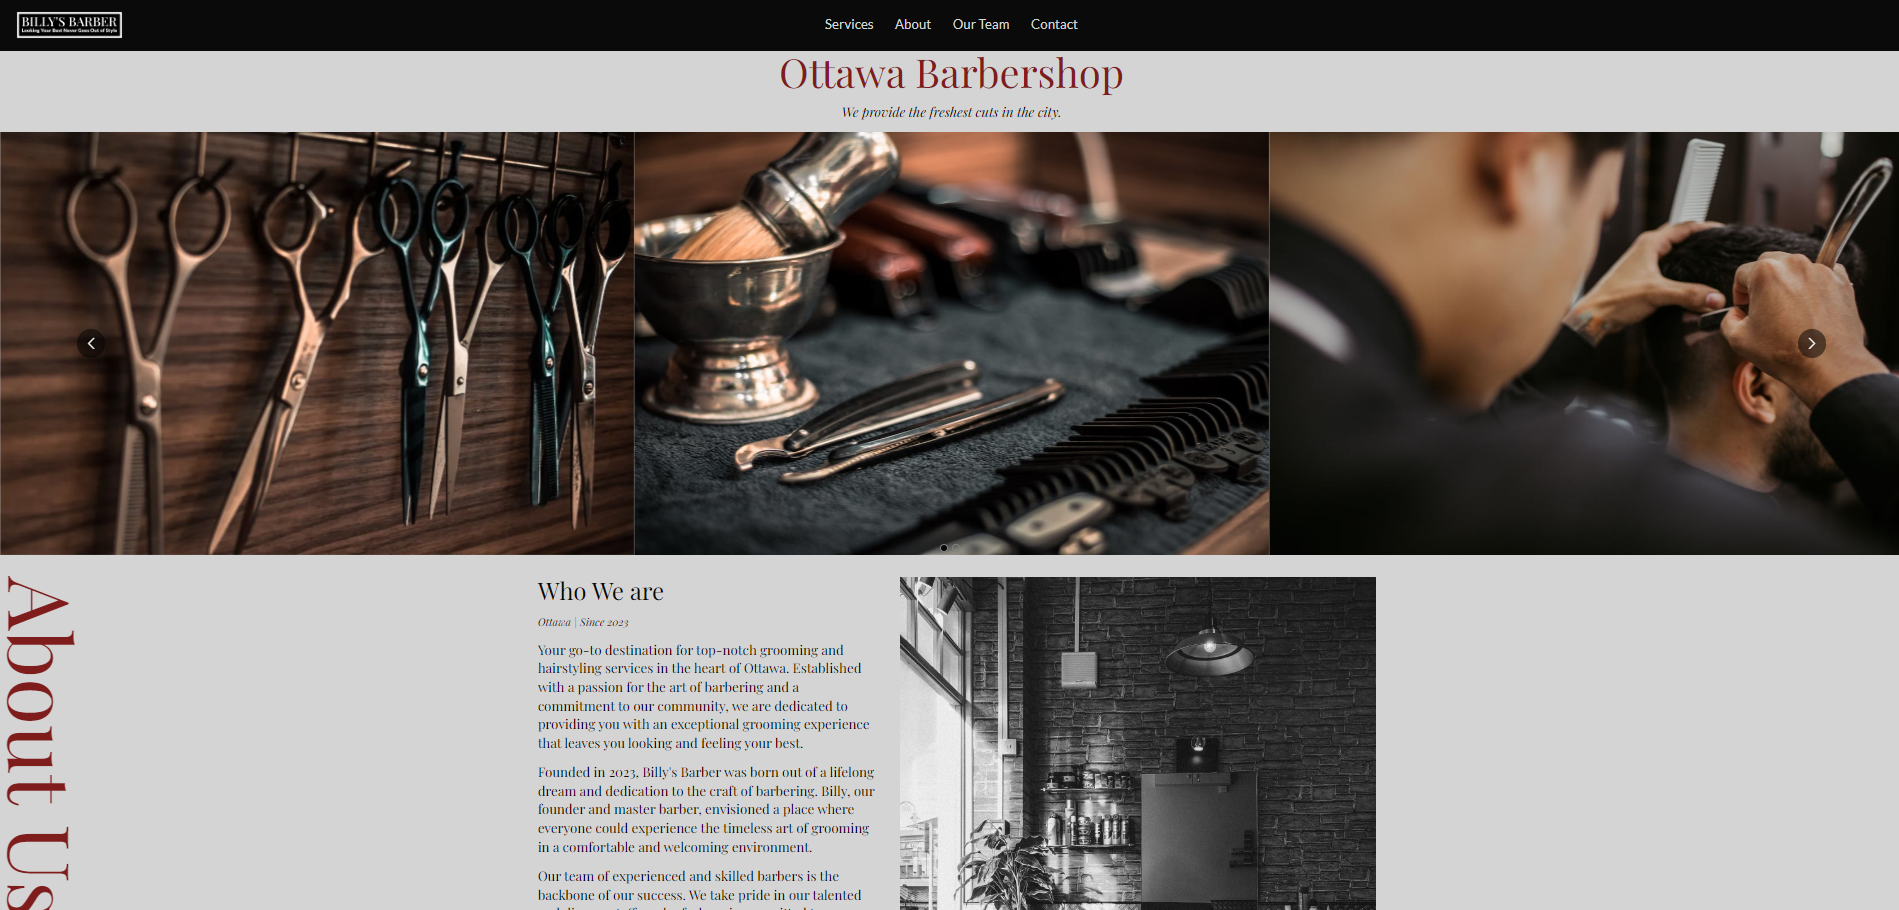 BILLY'S BARBER
Looking Your Best Never Goes Out of Style
Services About Our Team Contact
Ottawa Barbershop
We provide the freshest cuts in the city.
About Us
Who We are
Ottawa | Since 2023
Your go-to destination for top-notch grooming and
hairstyling services in the heart of Ottawa. Established
with a passion for the art of barbering and a
commitment to our community, we are dedicated to
providing you with an exceptional grooming experience
that leaves you looking and feeling your best.
Founded in 2023, Billy's Barber was born out of a lifelong
dream and dedication to the craft of barbering. Billy, our
founder and master barber, envisioned a place where
everyone could experience the timeless art of grooming
in a comfortable and welcoming environment.
Our team of experienced and skilled barbers is the
backbone of our success. We take pride in our talented